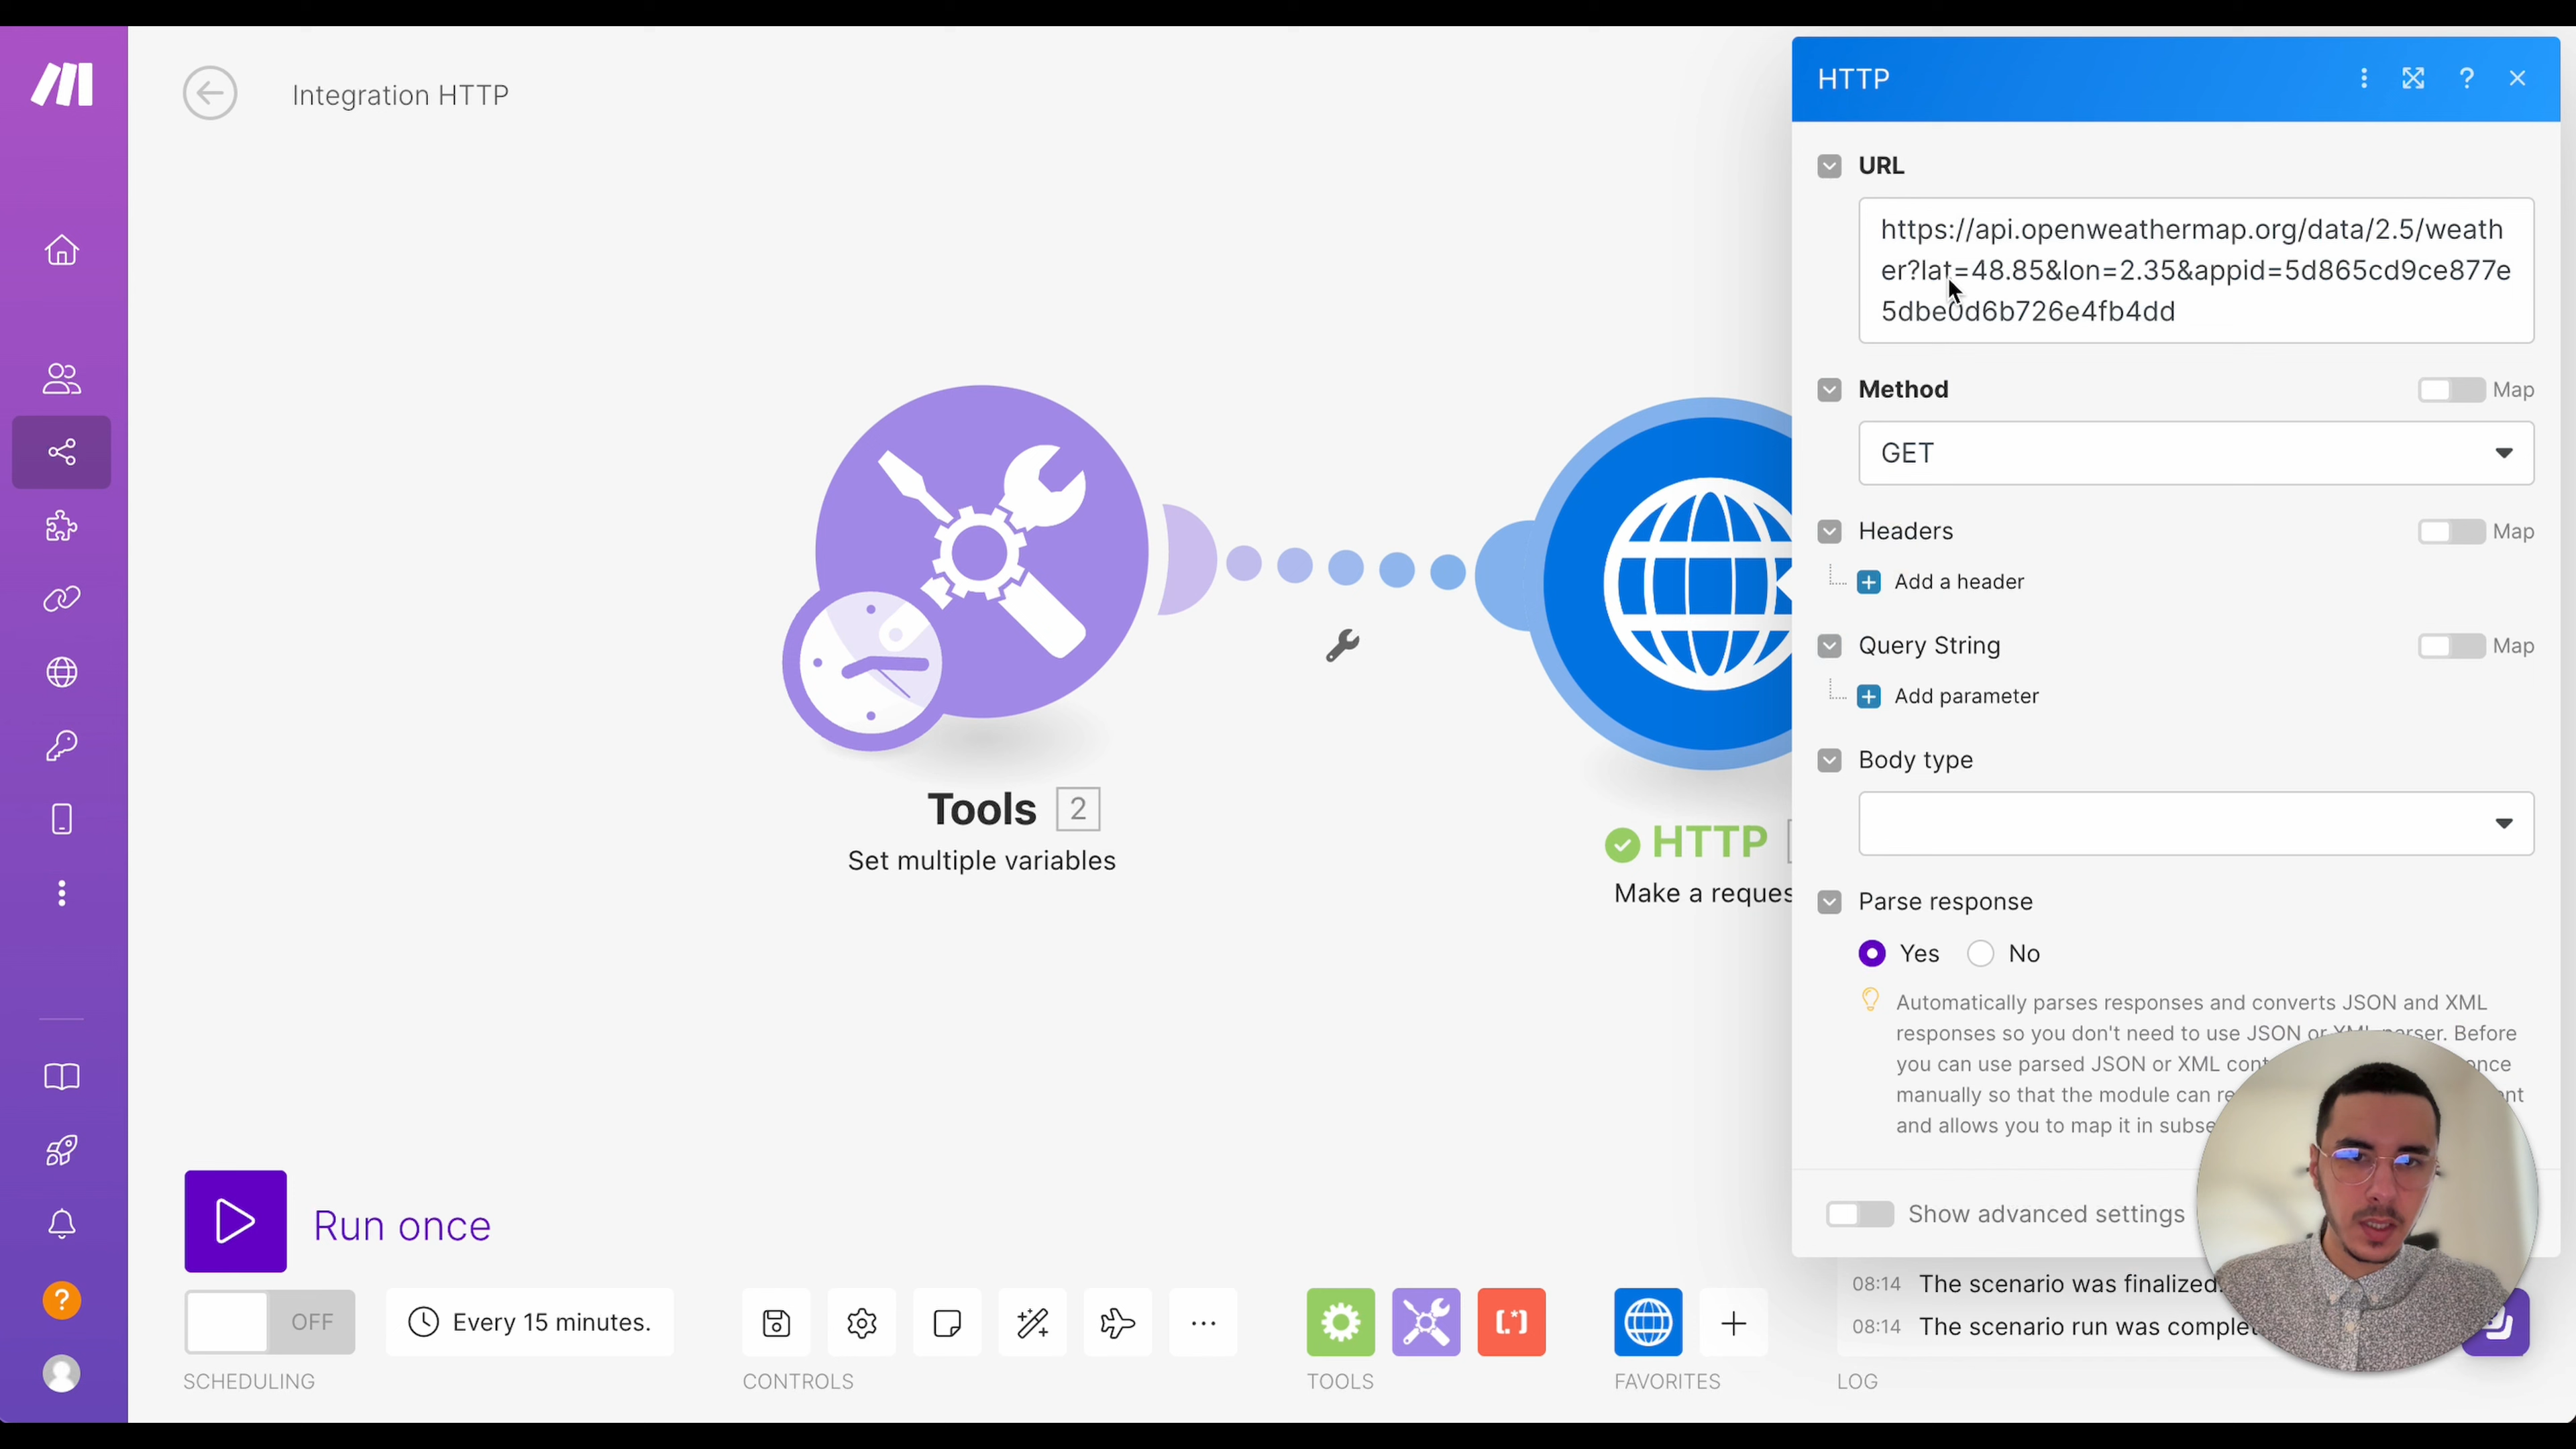 Integration HTTP
HTTP
?
URL
https://api.openweathermap.org/data/2.5/weath
er?lat=48.85&lon=2.35&appid=5d865cd9ce877e
5dbe0d6b726e4fb4dd
Method
Map
GET
Headers
Map
Add a header
Query String
Map
Add parameter
Body type
Parse response
Yes
No
Automatically parses responses and converts JSON and XML
responses so you don't need to use JSON or XML parser. Before
you can use parsed JSON or XML once
manually so that the module can
and allows you to map it in
Show advanced settings
Tools 2
Set multiple variables
HTTP
Make a
Run once
?
OFF
Every 15 minutes.
SCHEDULING
CONTROLS
TOOLS
FAVORITES
LOG
08:14 The scenario was finalized.
08:14 The scenario run was